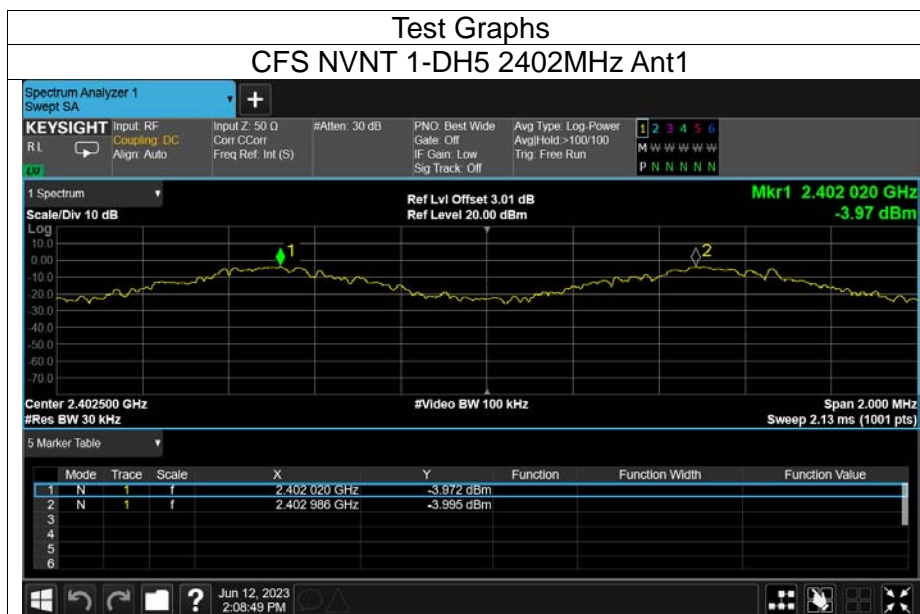 Test Graphs
CFS NVNT 1-DH5 2402MHz Ant1
Spectrum Analyzer 1
Swept SA
+
KEYSIGHT Input: RF Input Z: 50 Ω #Atten: 30 dB PNO: Best Wide Avg Type: Log-Power 1 2 3 4 5 6
RL Coupling: DC Corr CCorr Gate: Off Avg|Hold:>100/100 M W W W W W
Align: Auto Freq Ref: Int (S) IF Gain: Low Trig: Free Run
LXI Sig Track: Off P N N N N N
1 Spectrum Ref Lvl Offset 3.01 dB Mkr1 2.402 020 GHz
Scale/Div 10 dB Ref Level 20.00 dBm -3.97 dBm
Log
10.0
0.00 1 2
-10.0
-20.0
-30.0
-40.0
-50.0
-60.0
-70.0
Center 2.402500 GHz #Video BW 100 kHz Span 2.000 MHz
#Res BW 30 kHz Sweep 2.13 ms (1001 pts)
5 Marker Table
Mode Trace Scale X Y Function Function Width Function Value
1 N 1 f 2.402 020 GHz -3.972 dBm
2 N 1 f 2.402 986 GHz -3.995 dBm
3
4
5
6
? Jun 12, 2023
2:08:49 PM